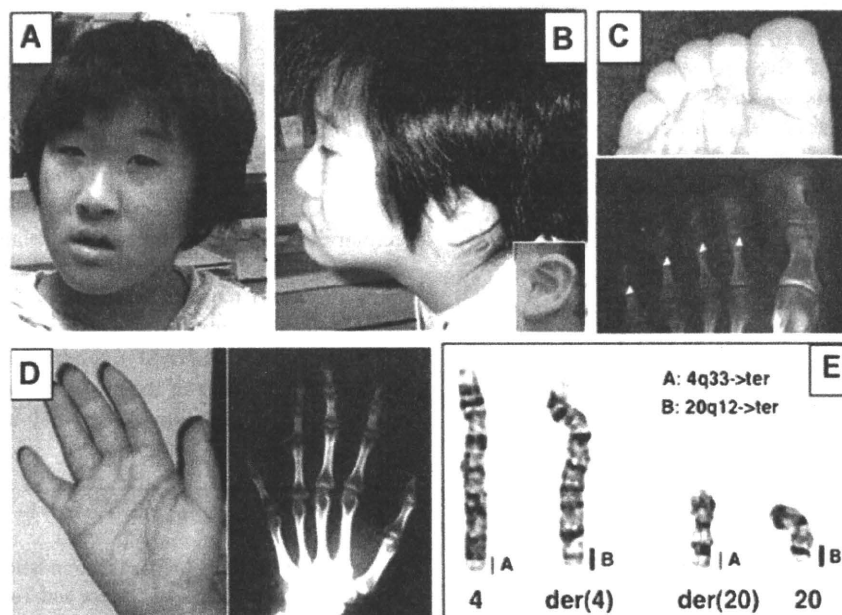 A
B
C
D
E
A: 4q33->ter
B: 20q12->ter
A
B
A
B
4
der(4)
der(20)
20